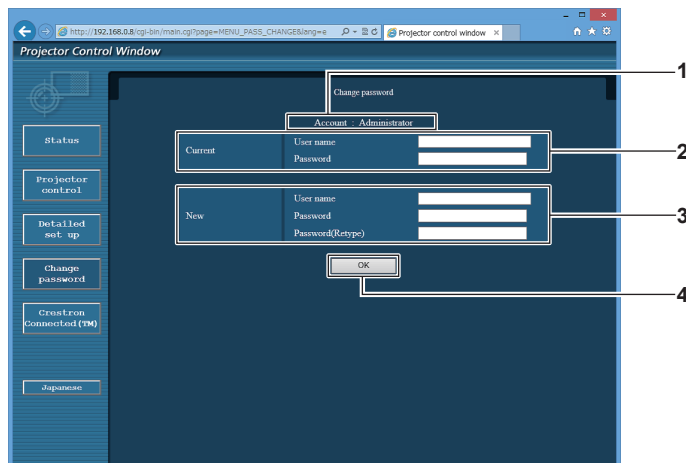 http://192.168.0.8/cgi-bin/main.cgi?page=MENU_PASS_CHANGE&lang=e
Projector control window
Projector Control Window
Change password
1
Account : Administrator
Current
User name
Password
2
New
User name
Password
Password(Retype)
3
OK
4
Status
Projector
control
Detailed
set up
Change
password
Crestron
Connected(TM)
Japanese